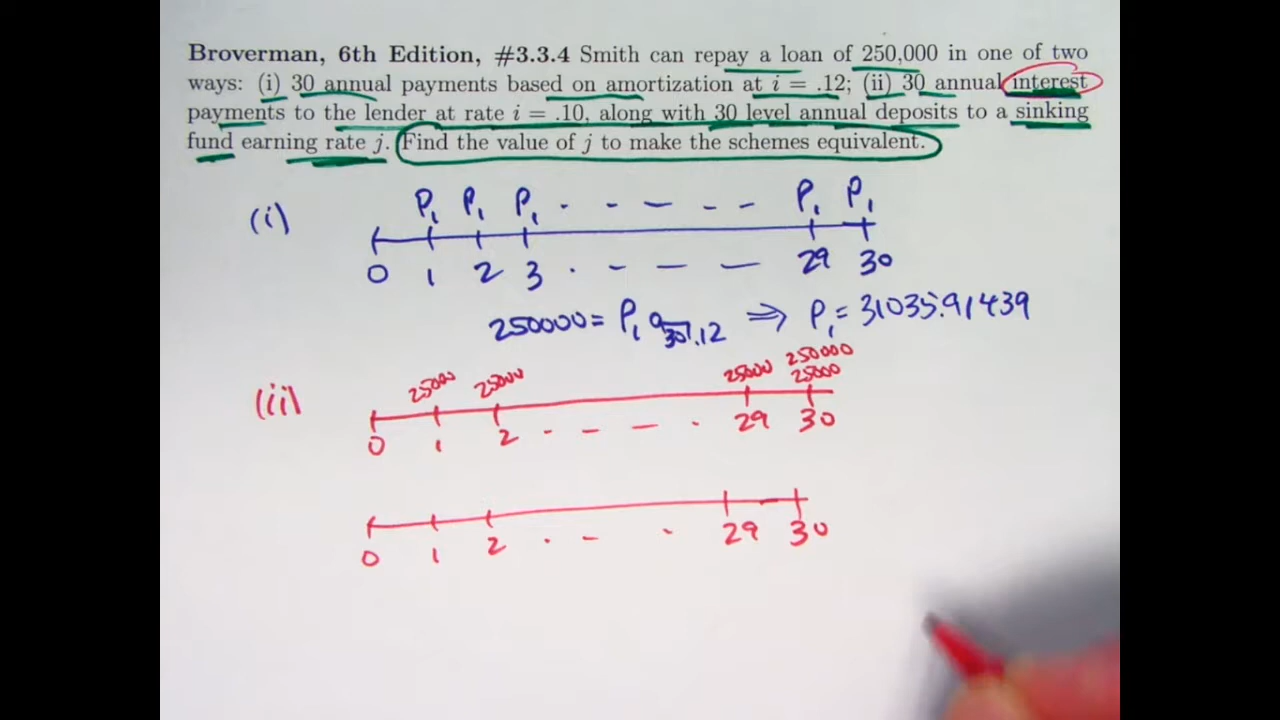 Broverman, 6th Edition, #3.3.4 Smith can repay a loan of 250,000 in one of two
ways: (i) 30 annual payments based on amortization at i = .12; (ii) 30 annual interest
payments to the lender at rate i = .10, along with 30 level annual deposits to a sinking
fund earning rate j. Find the value of j to make the schemes equivalent.
(i) P₁ P₁ P₁ · - - - - - P₁ P₁
0 1 2 3 · - - - 29 30
250000 = P₁ a30⌉.12 ⇒ P₁ = 31035.91439
250000
25000 25000 25000 25000
(ii)
0 1 2 · - - - · 29 30
0 1 2 · - · 29 30